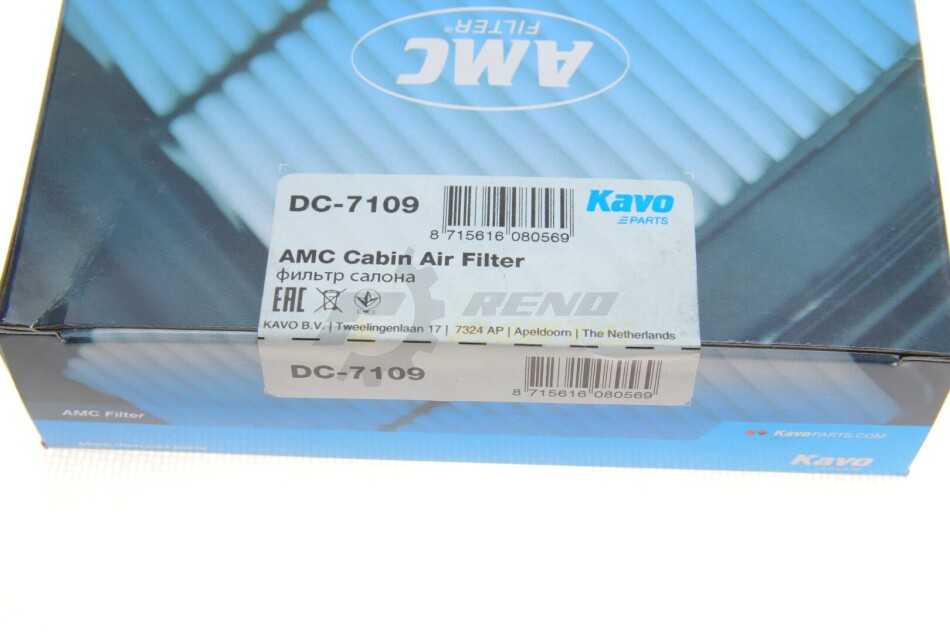 AMC
FILTER®
DC-7109
8 715616 080569
Kavo
PARTS
AMC Cabin Air Filter
фильтр салона
EAC
RENO
KAVO B.V. | Tweelingenlaan 17 | 7324 AP | Apeldoorn | The Netherlands
DC-7109
8 715616 080569
AMC Filter
KavoPARTS.COM
Kavo